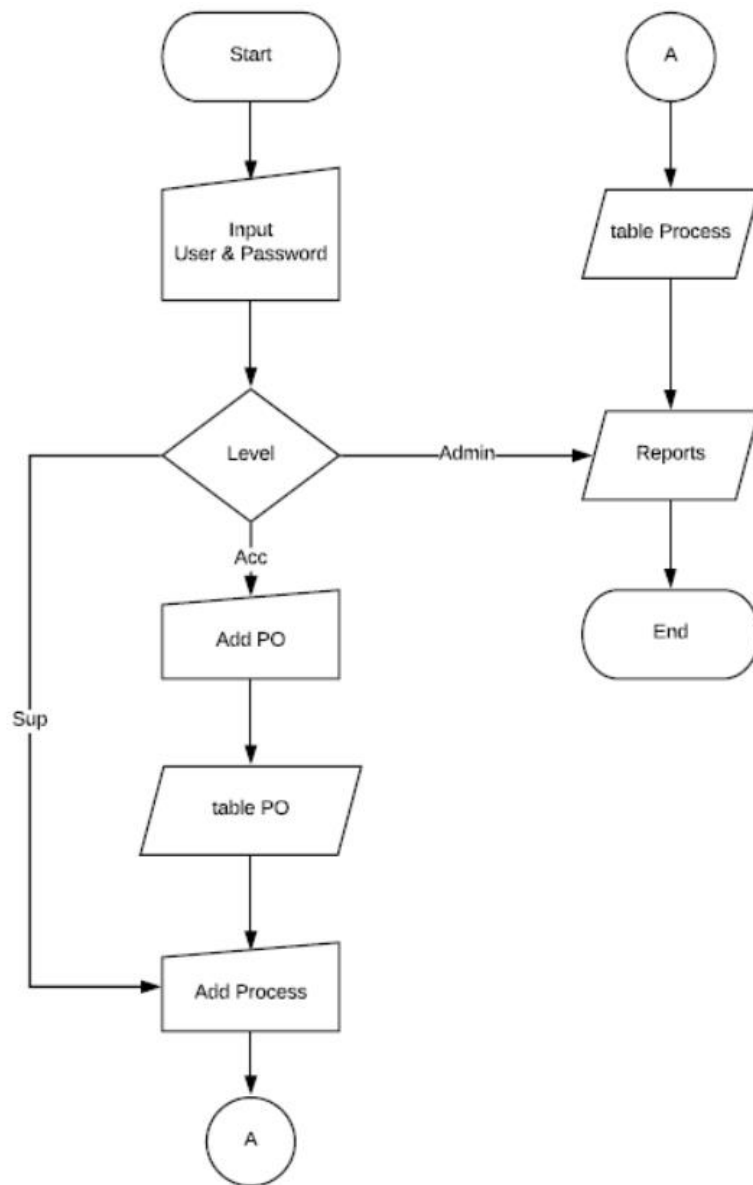 Start
Input
User & Password
Level
Admin
Acc
Sup
Add PO
table PO
Add Process
A
A
table Process
Reports
End